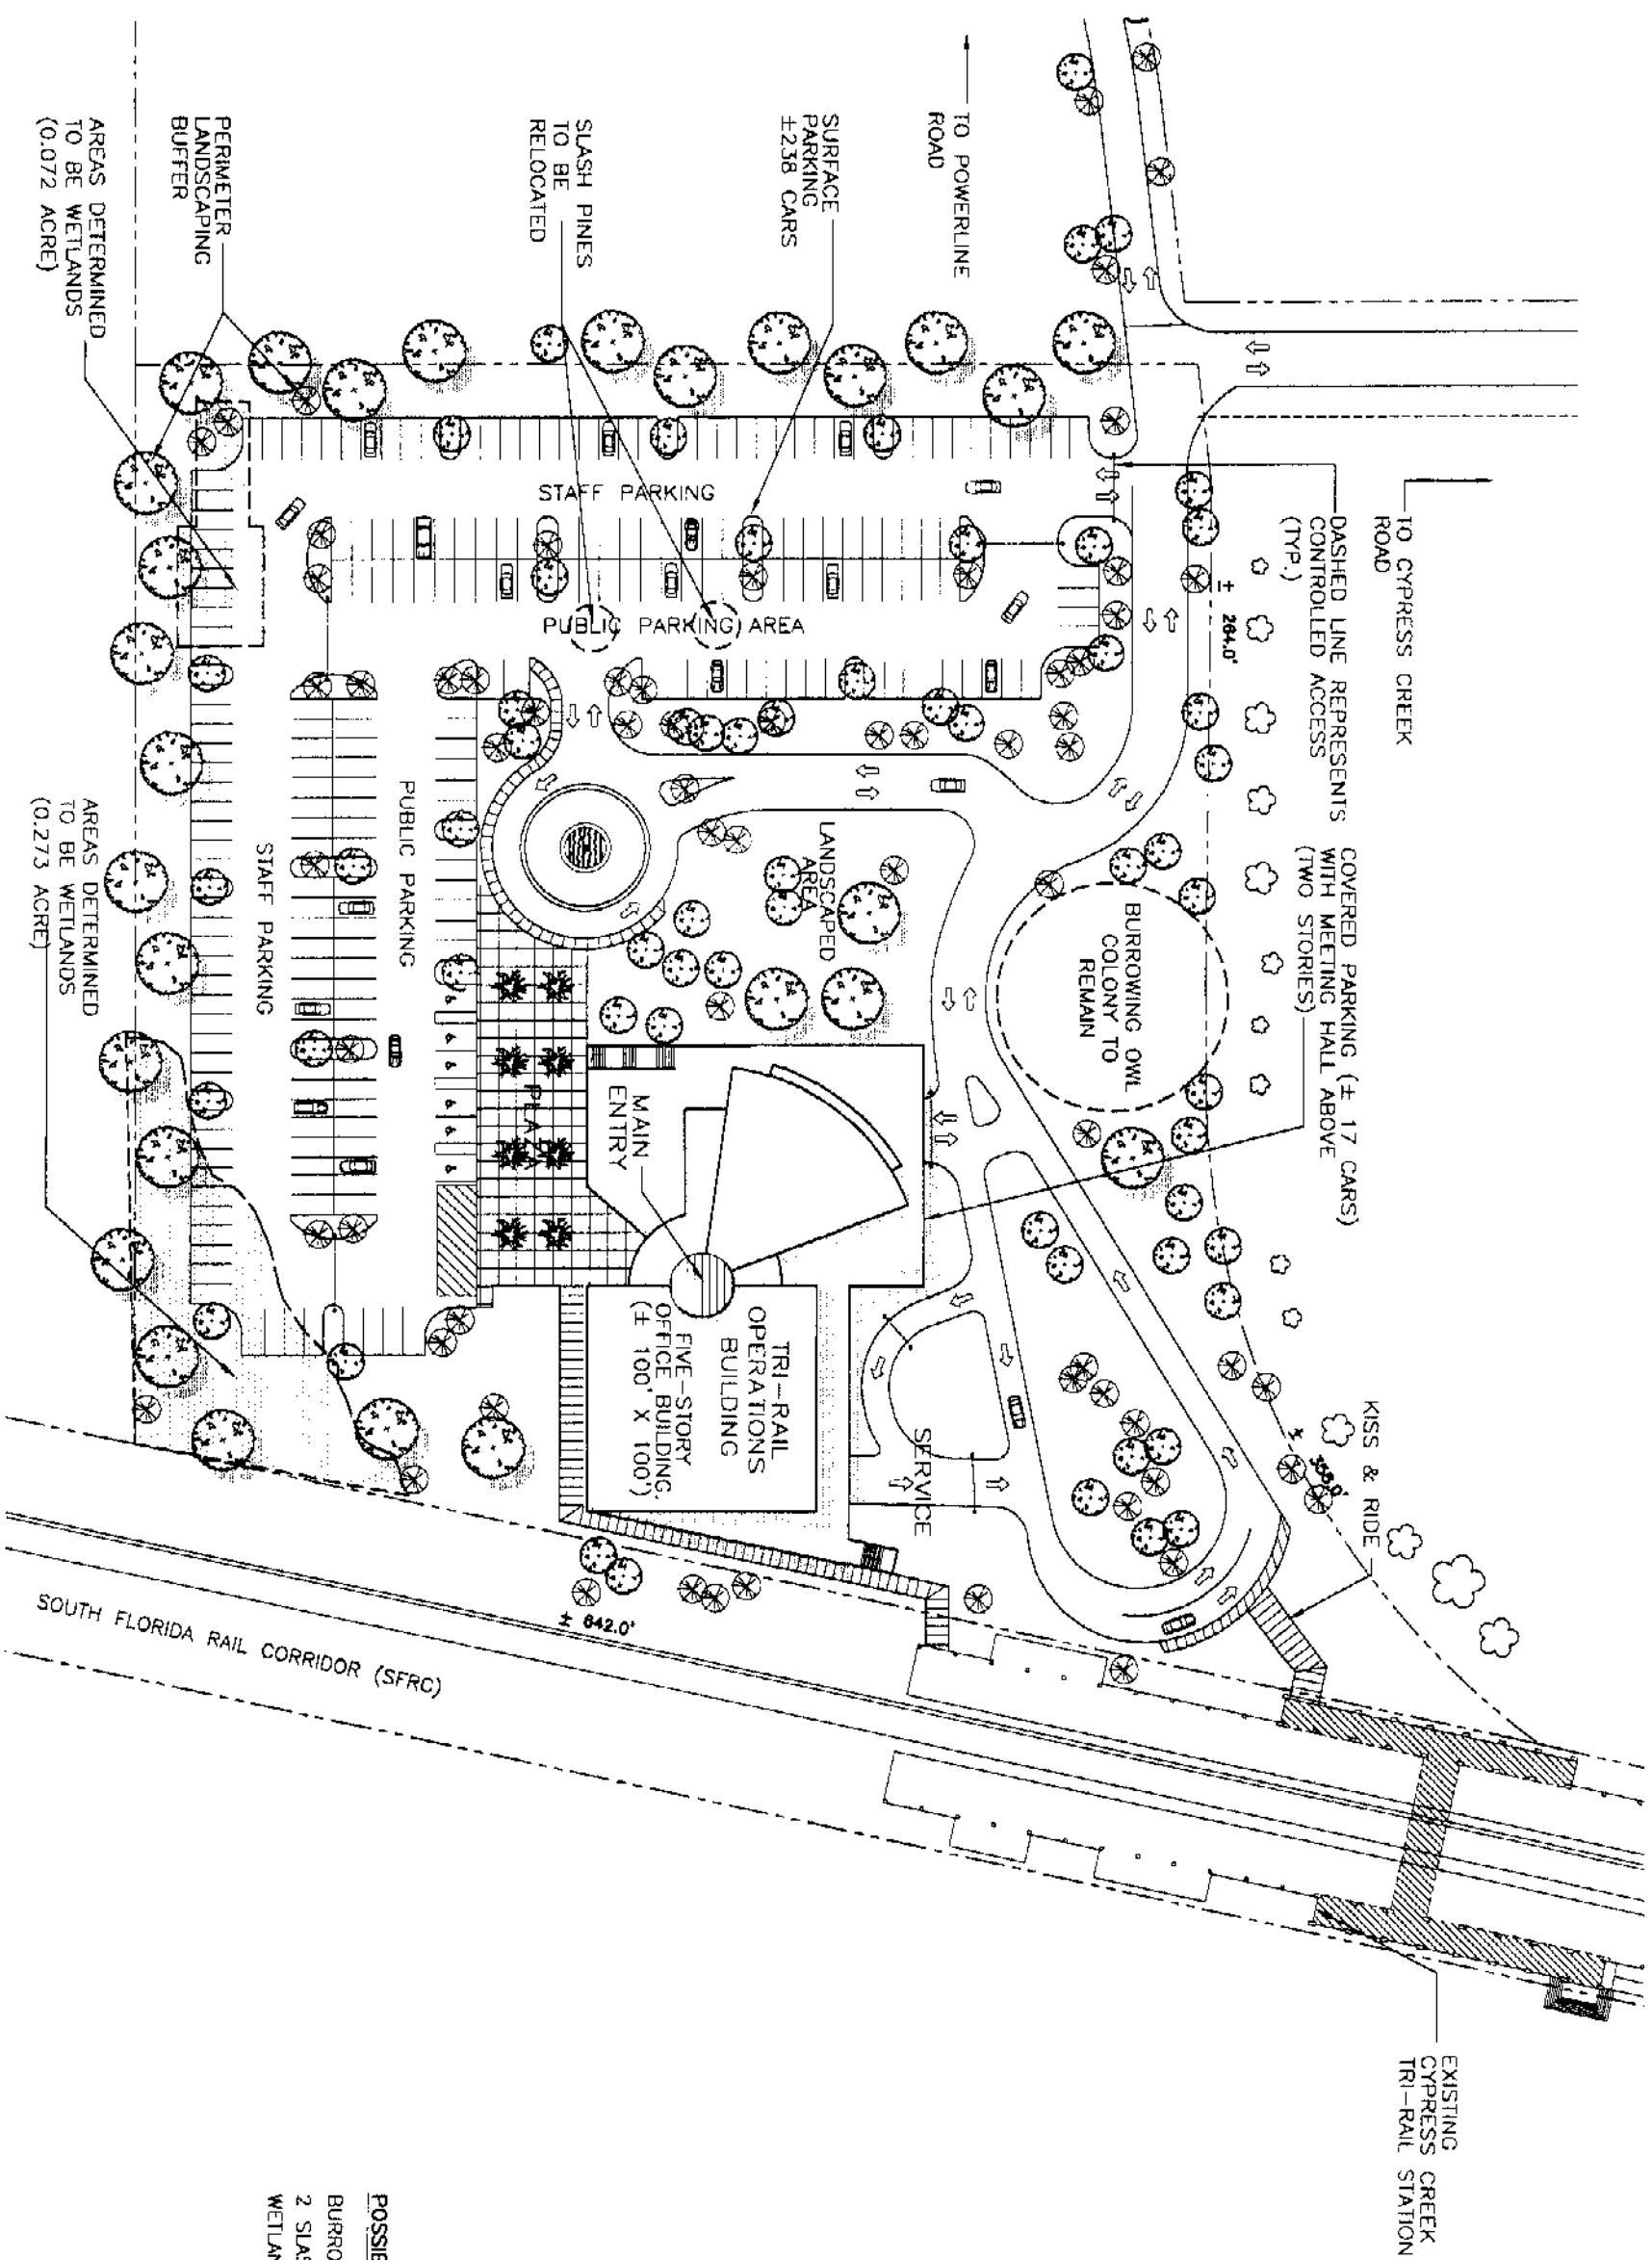 TO POWERLINE
ROAD
SURFACE
PARKING
±238 CARS
SLASH PINES
TO BE
RELOCATED
PERIMETER
LANDSCAPING
BUFFER
AREAS DETERMINED
TO BE WETLANDS
(0.072 ACRE)
TO CYPRESS CREEK
ROAD
DASHED LINE REPRESENTS
CONTROLLED ACCESS
(TYP.)
± 264.0'
STAFF PARKING
PUBLIC PARKING AREA
COVERED PARKING (± 17 CARS)
WITH MEETING HALL ABOVE
(TWO STORIES)
BURROWING OWL
COLONY TO
REMAIN
LANDSCAPED
AREA
PUBLIC PARKING
STAFF PARKING
AREAS DETERMINED
TO BE WETLANDS
(0.273 ACRE)
PLAZA
MAIN
ENTRY
TRI-RAIL
OPERATIONS
BUILDING
FIVE-STORY
OFFICE BUILDING,
(± 100' X 100')
SERVICE
KISS & RIDE
± 642.0'
SOUTH FLORIDA RAIL CORRIDOR (SFRC)
EXISTING
CYPRESS CREEK
TRI-RAIL STATION
POSSIB
BURRO
2 SLAS
WETLAN